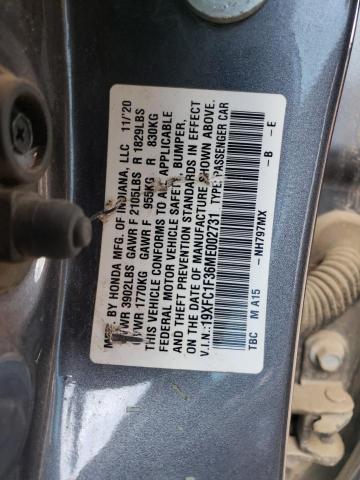 MFD. BY HONDA MFG. OF INDIANA, LLC 11/'20
GVWR 3902LBS GAWR F 2105LBS R 1829LBS
GVWR 1770KG GAWR F 955KG R 830KG
THIS VEHICLE CONFORMS TO ALL APPLICABLE
FEDERAL MOTOR VEHICLE SAFETY, BUMPER,
AND THEFT PREVENTION STANDARDS IN EFFECT
ON THE DATE OF MANUFACTURE SHOWN ABOVE.
V.I.N.: 19XFC1F36ME002731 TYPE: PASSENGER CAR
TBC M A15 -NH797MX -B -E